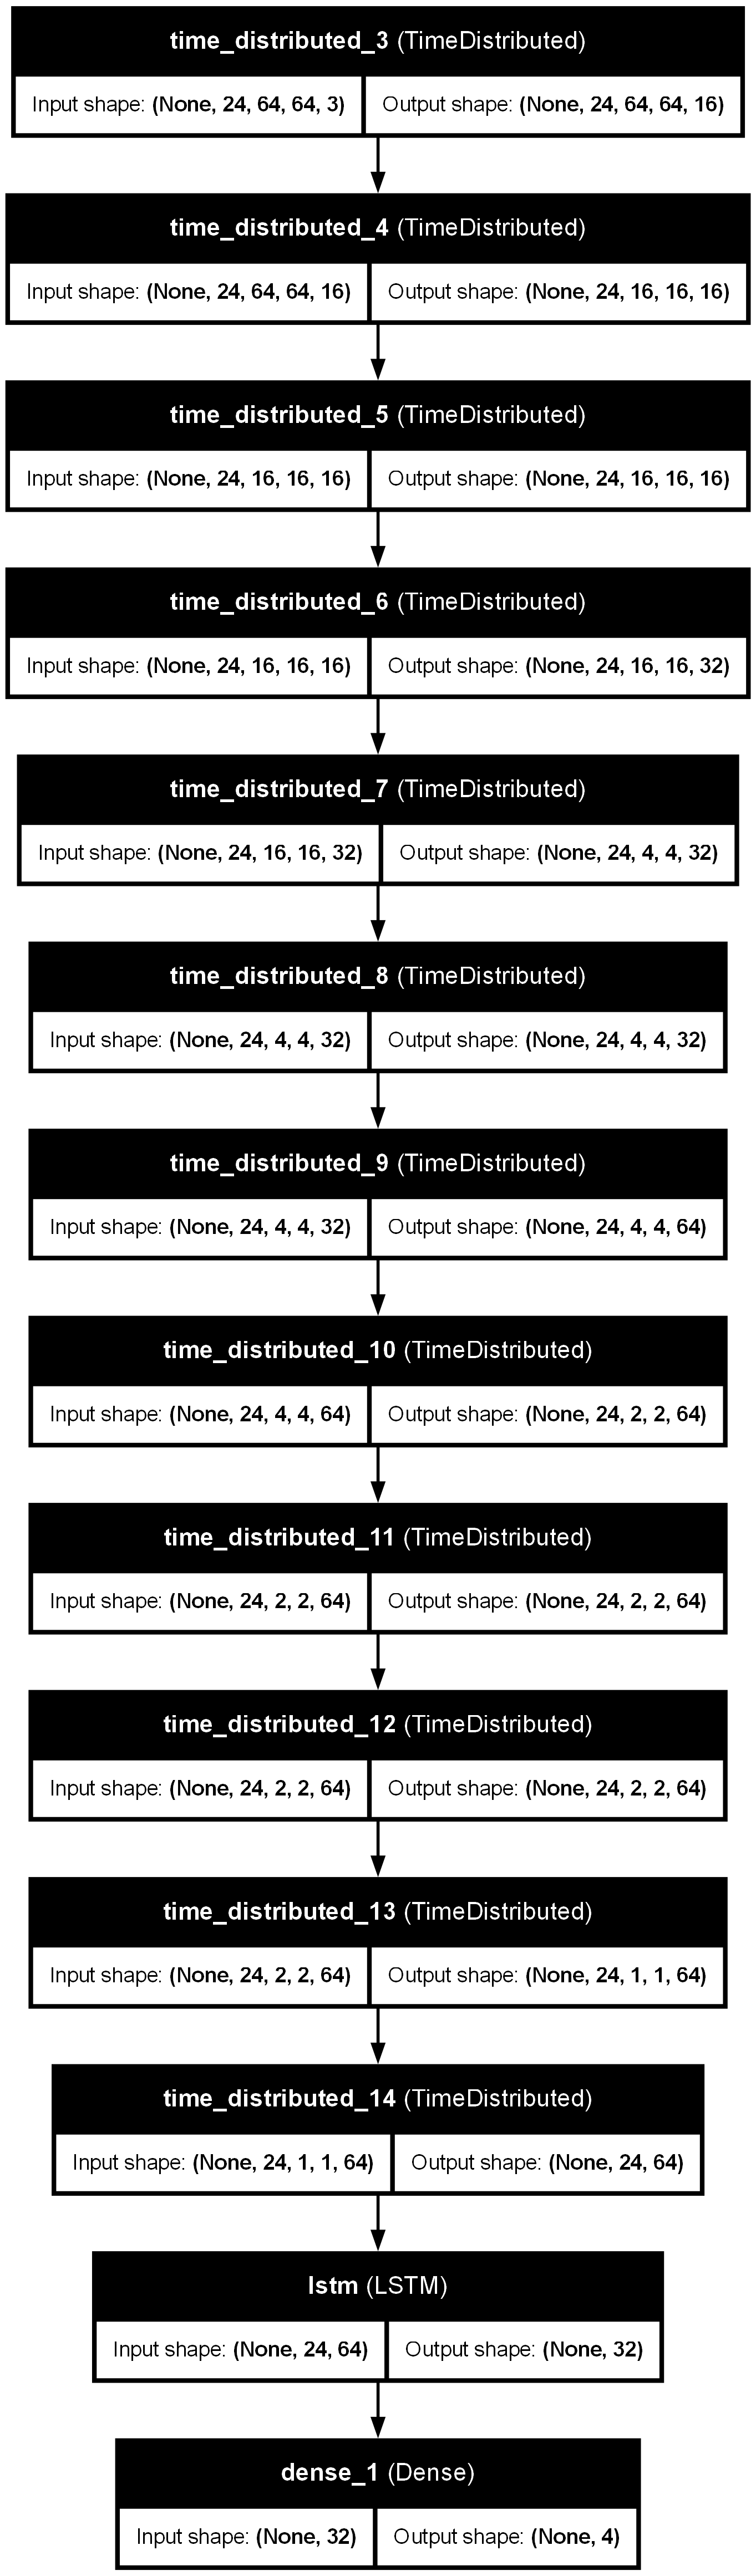 time_distributed_3 (TimeDistributed)
Input shape: (None, 24, 64, 64, 3) Output shape: (None, 24, 64, 64, 16)
time_distributed_4 (TimeDistributed)
Input shape: (None, 24, 64, 64, 16) Output shape: (None, 24, 16, 16, 16)
time_distributed_5 (TimeDistributed)
Input shape: (None, 24, 16, 16, 16) Output shape: (None, 24, 16, 16, 16)
time_distributed_6 (TimeDistributed)
Input shape: (None, 24, 16, 16, 16) Output shape: (None, 24, 16, 16, 32)
time_distributed_7 (TimeDistributed)
Input shape: (None, 24, 16, 16, 32) Output shape: (None, 24, 4, 4, 32)
time_distributed_8 (TimeDistributed)
Input shape: (None, 24, 4, 4, 32) Output shape: (None, 24, 4, 4, 32)
time_distributed_9 (TimeDistributed)
Input shape: (None, 24, 4, 4, 32) Output shape: (None, 24, 4, 4, 64)
time_distributed_10 (TimeDistributed)
Input shape: (None, 24, 4, 4, 64) Output shape: (None, 24, 2, 2, 64)
time_distributed_11 (TimeDistributed)
Input shape: (None, 24, 2, 2, 64) Output shape: (None, 24, 2, 2, 64)
time_distributed_12 (TimeDistributed)
Input shape: (None, 24, 2, 2, 64) Output shape: (None, 24, 2, 2, 64)
time_distributed_13 (TimeDistributed)
Input shape: (None, 24, 2, 2, 64) Output shape: (None, 24, 1, 1, 64)
time_distributed_14 (TimeDistributed)
Input shape: (None, 24, 1, 1, 64) Output shape: (None, 24, 64)
lstm (LSTM)
Input shape: (None, 24, 64) Output shape: (None, 32)
dense_1 (Dense)
Input shape: (None, 32) Output shape: (None, 4)